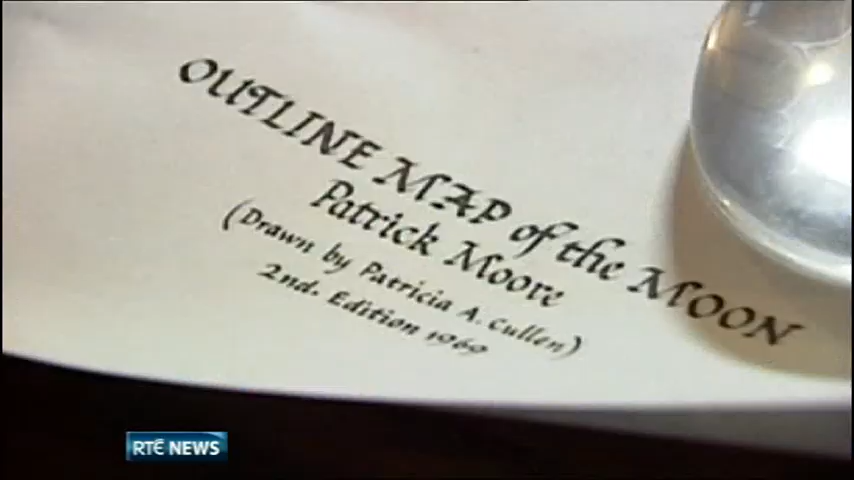 OUTLINE MAP of the MOON
Patrick Moore
(Drawn by Patricia A. Cullen)
2nd. Edition 1969
RTÉ NEWS